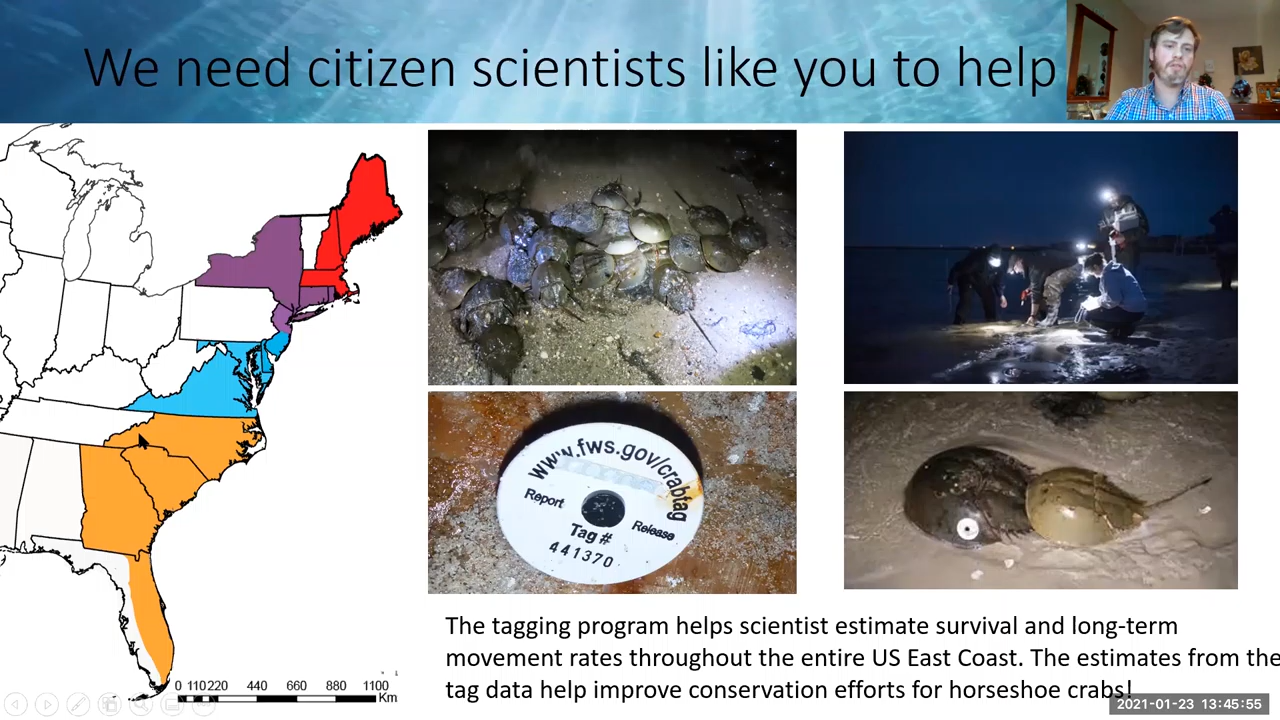 We need citizen scientists like you to help
www.fws.gov/crabtag
Report
Release
Tag #
441370
0 110220 440 660 880 1100
Km
The tagging program helps scientist estimate survival and long-term
movement rates throughout the entire US East Coast. The estimates from the
tag data help improve conservation efforts for horseshoe crabs!
2021-01-23 13:45:55